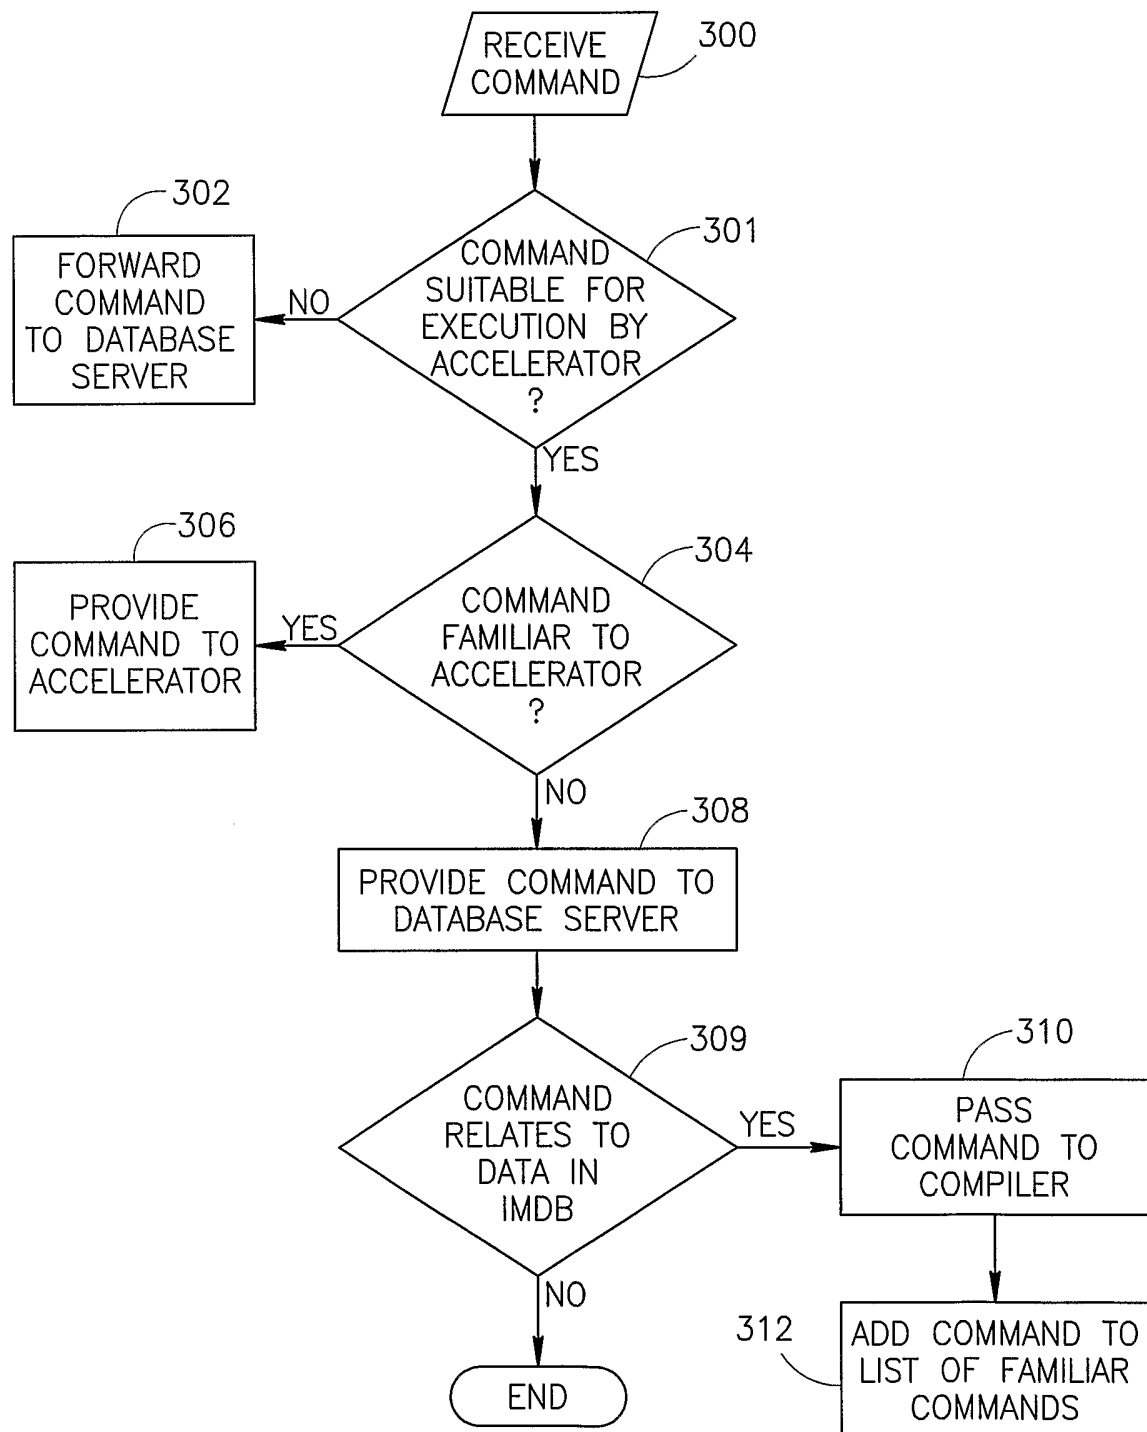 RECEIVE
COMMAND
300
302
FORWARD
COMMAND
TO DATABASE
SERVER
NO
301
COMMAND
SUITABLE FOR
EXECUTION BY
ACCELERATOR
?
YES
306
PROVIDE
COMMAND TO
ACCELERATOR
YES
304
COMMAND
FAMILIAR TO
ACCELERATOR
?
NO
308
PROVIDE COMMAND TO
DATABASE SERVER
309
COMMAND
RELATES TO
DATA IN
IMDB
YES
310
PASS
COMMAND TO
COMPILER
NO
END
312
ADD COMMAND TO
LIST OF FAMILIAR
COMMANDS